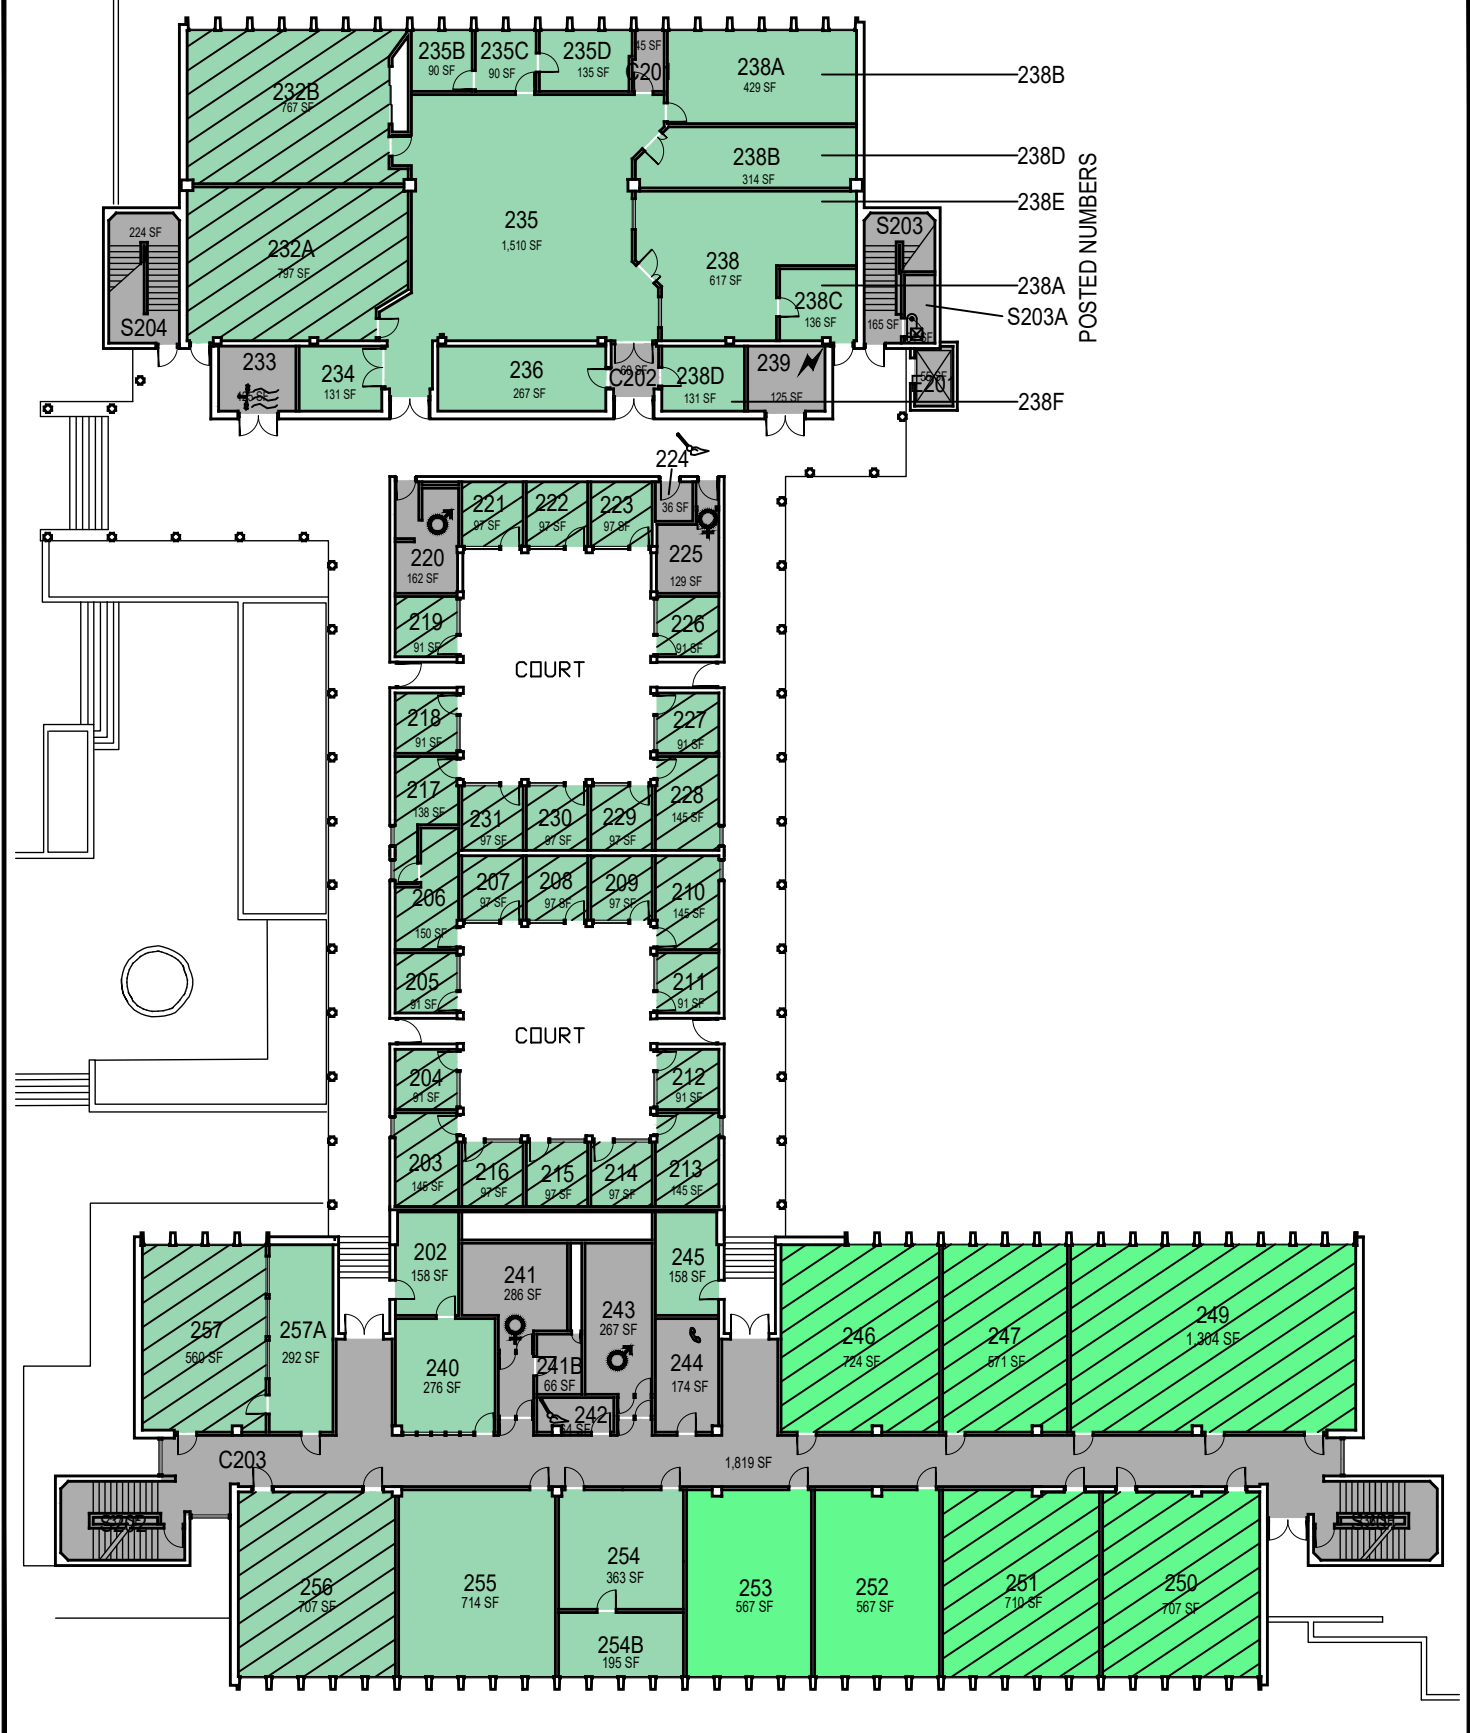 235B
90 SF
235C
90 SF
235D
135 SF
45 SF
238A
429 SF
238B
232B
767 SF
238B
314 SF
238D
238E
POSTED NUMBERS
224 SF
S204
232A
797 SF
235
1,510 SF
238
617 SF
238C
136 SF
S203
165 SF
238A
S203A
233
234
131 SF
236
267 SF
C202
238D
131 SF
239
125 SF
238F
224
36 SF
221
97 SF
222
97 SF
223
97 SF
220
162 SF
225
129 SF
219
91 SF
226
91 SF
COURT
218
91 SF
227
91 SF
217
138 SF
228
145 SF
231
97 SF
230
97 SF
229
97 SF
207
97 SF
208
97 SF
209
97 SF
206
150 SF
210
145 SF
205
91 SF
211
91 SF
COURT
204
91 SF
212
91 SF
203
145 SF
216
97 SF
215
97 SF
214
97 SF
213
145 SF
202
158 SF
241
286 SF
243
267 SF
245
158 SF
257
560 SF
257A
292 SF
240
276 SF
241B
66 SF
242
244
174 SF
246
724 SF
247
571 SF
249
1,304 SF
C203
1,819 SF
S202
256
707 SF
255
714 SF
254
363 SF
254B
195 SF
253
567 SF
252
567 SF
251
710 SF
250
707 SF